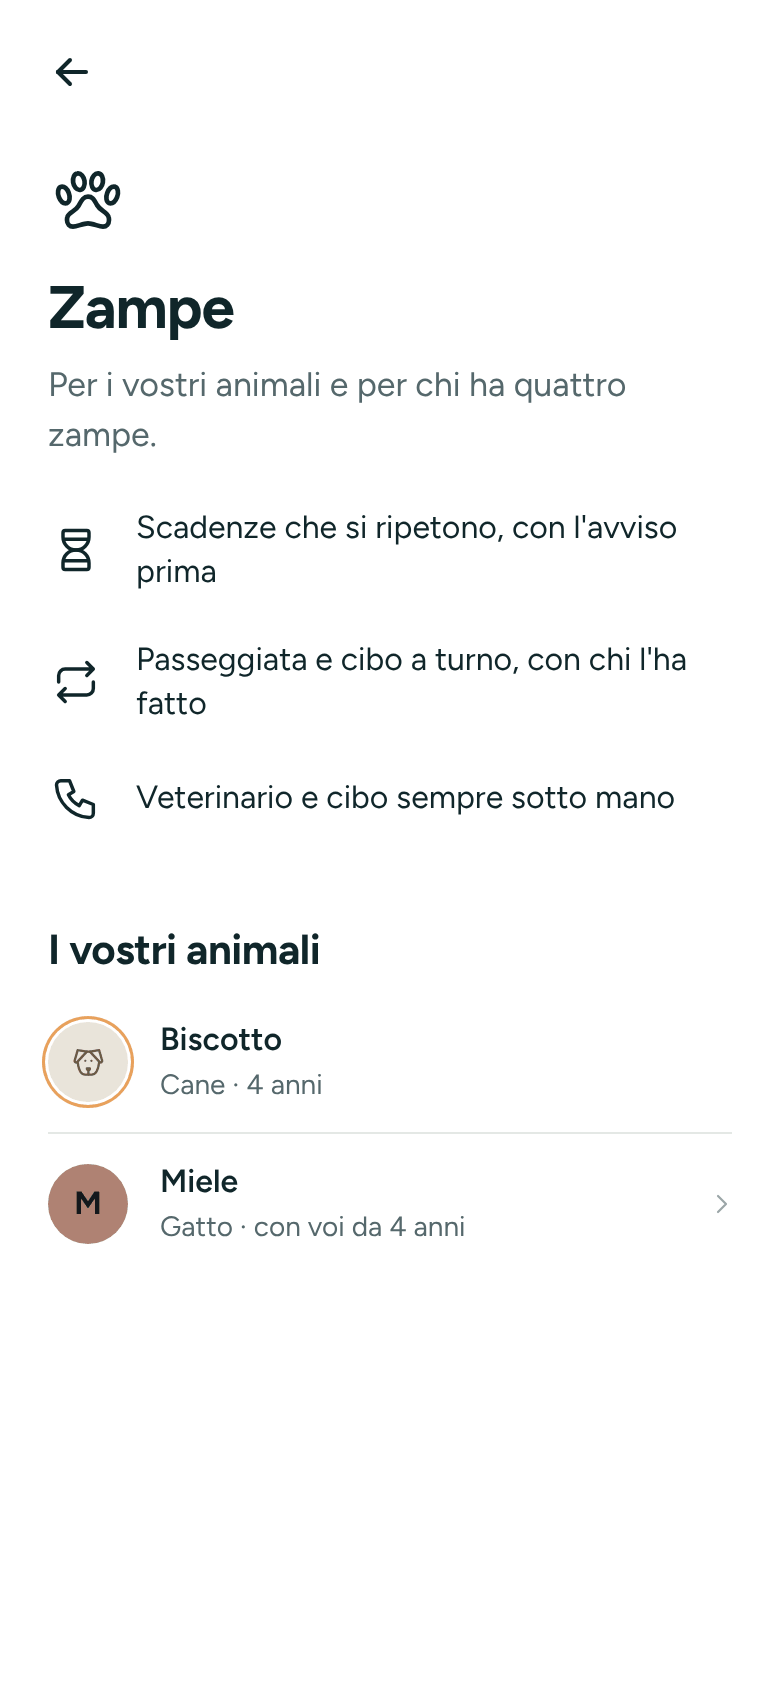 Zampe
Per i vostri animali e per chi ha quattro
zampe.
Scadenze che si ripetono, con l'avviso
prima
Passeggiata e cibo a turno, con chi l'ha
fatto
Veterinario e cibo sempre sotto mano
I vostri animali
Biscotto
Cane · 4 anni
M
Miele
Gatto · con voi da 4 anni